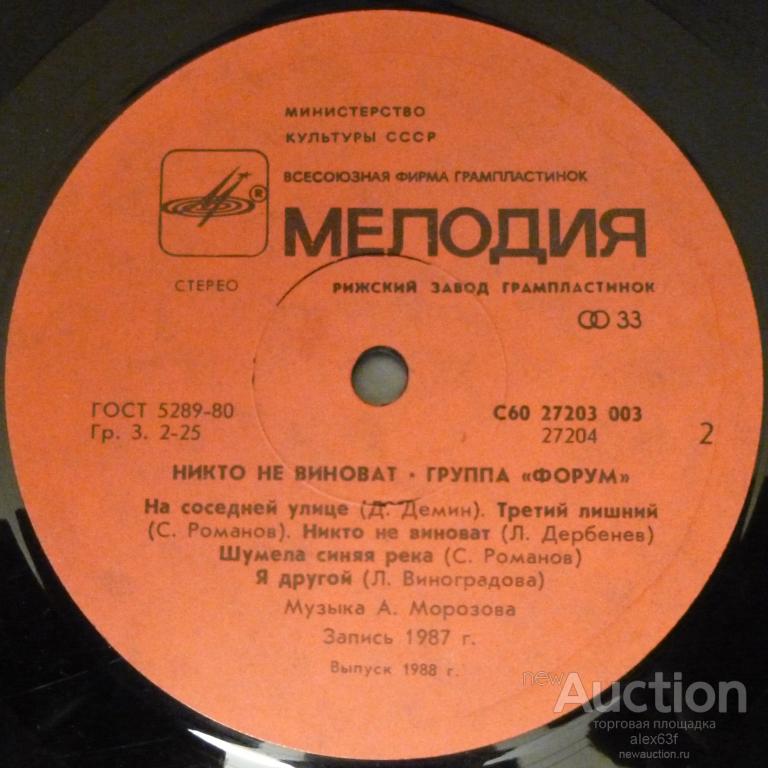 МИНИСТЕРСТВО
КУЛЬТУРЫ СССР
ВСЕСОЮЗНАЯ ФИРМА ГРАМПЛАСТИНОК
®
МЕЛОДИЯ
СТЕРЕО
РИЖСКИЙ ЗАВОД ГРАМПЛАСТИНОК
33
ГОСТ 5289-80
Гр. 3. 2-25
С60 27203 003
27204
2
НИКТО НЕ ВИНОВАТ · ГРУППА «ФОРУМ»
На соседней улице (Д. Демин). Третий лишний
(С. Романов). Никто не виноват (Л. Дербенев)
Шумела синяя река (С. Романов)
Я другой (Л. Виноградова)
Музыка А. Морозова
Запись 1987 г.
Выпуск 1988 г.
newAuction
торговая площадка
alex63f
newauction.ru